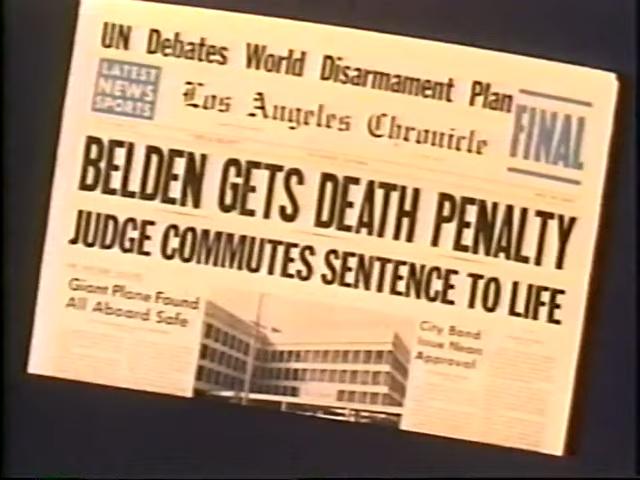 UN Debates World Disarmament Plan
LATEST
NEWS
SPORTS
Los Angeles Chronicle
FINAL
BELDEN GETS DEATH PENALTY
JUDGE COMMUTES SENTENCE TO LIFE
Giant Plane Found
All Aboard Safe
City Bond
Issue Nears
Approval